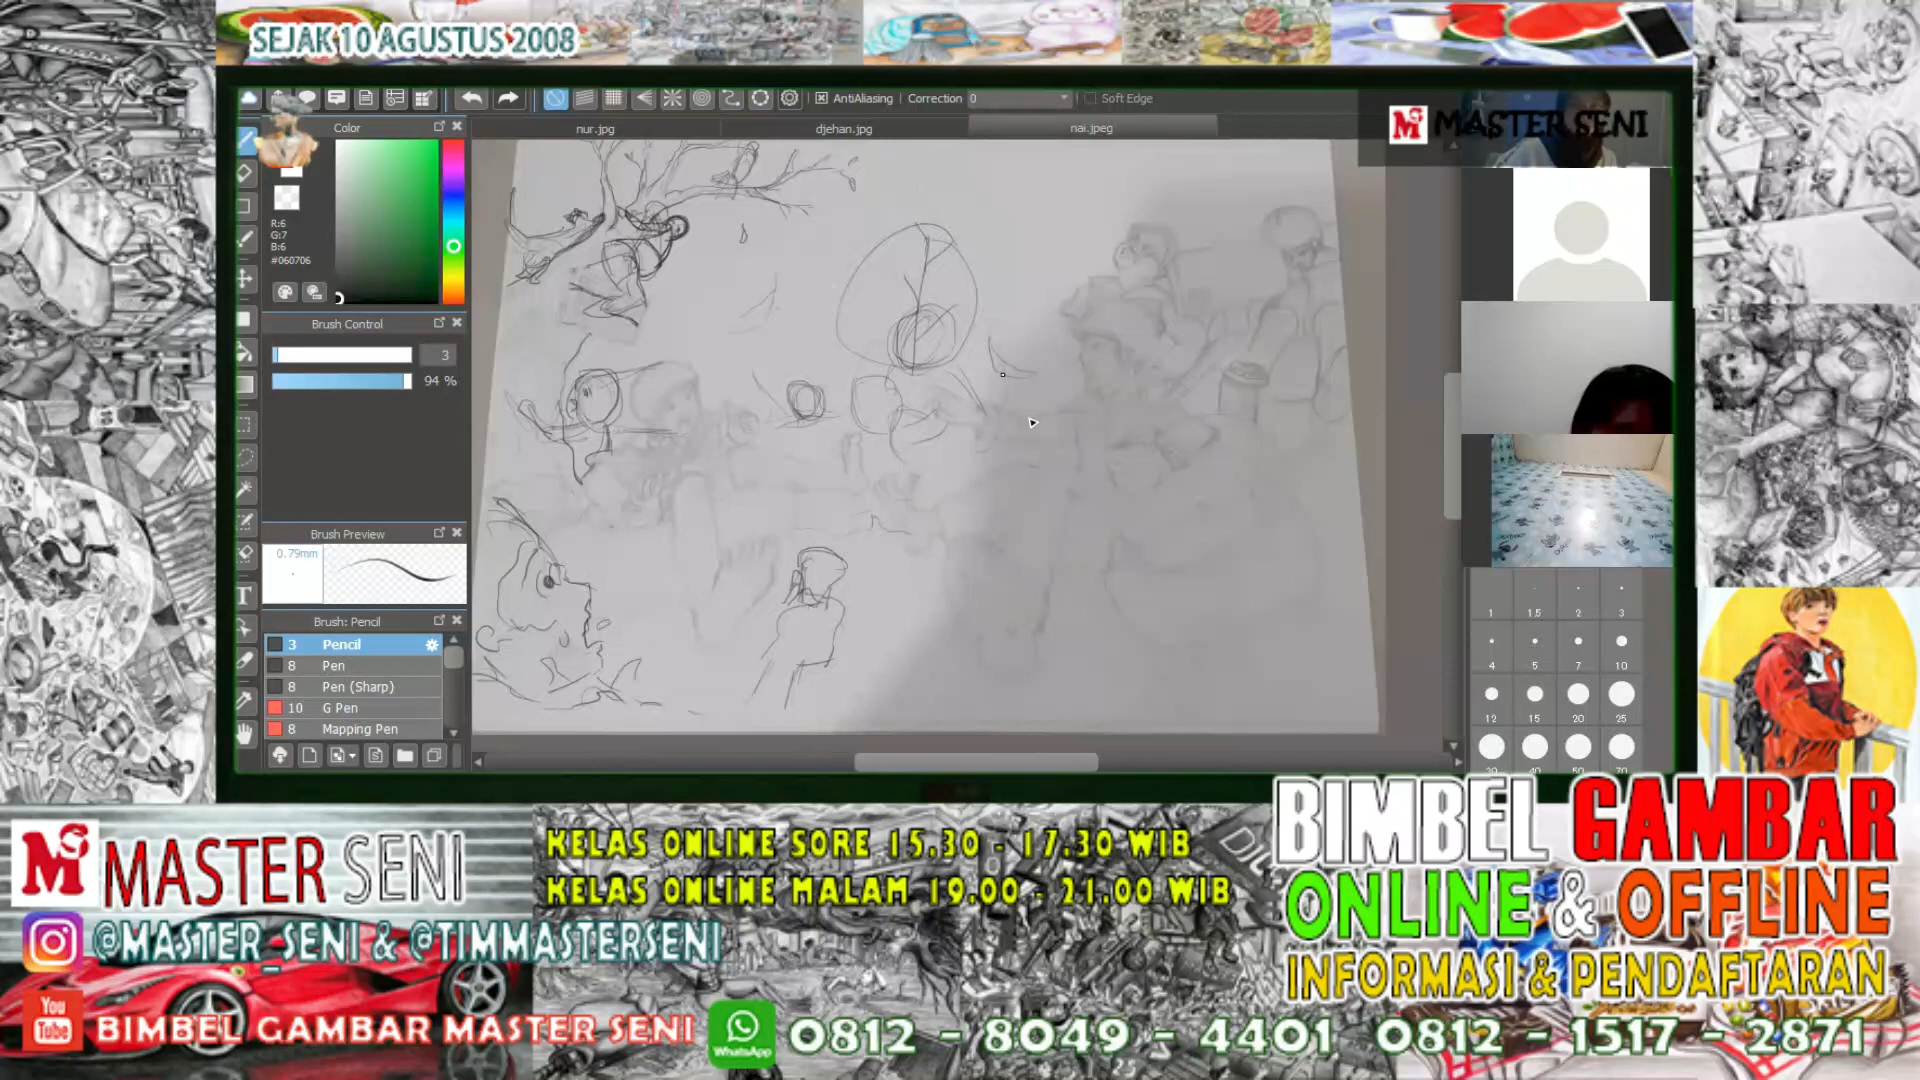 SEJAK 10 AGUSTUS 2008
AntiAliasing
Correction 0
Soft Edge
Color
nur.jpg
djehan.jpg
nai.jpeg
MASTER SENI
R:6
G:7
B:6
#060706
Brush Control
3
94 %
Brush Preview
0.79mm
Brush: Pencil
3 Pencil
8 Pen
8 Pen (Sharp)
10 G Pen
8 Mapping Pen
1 1.5 2 3
4 5 7 10
12 15 20 25
MASTER SENI
@MASTER_SENI & @TIMMASTERSENI
You Tube
BIMBEL GAMBAR MASTER SENI
KELAS ONLINE SORE 15.30 - 17.30 WIB
KELAS ONLINE MALAM 19.00 - 21.00 WIB
BIMBEL GAMBAR
ONLINE & OFFLINE
INFORMASI & PENDAFTARAN
WhatsApp
0812 - 8049 - 4401 0812 - 1517 - 2871